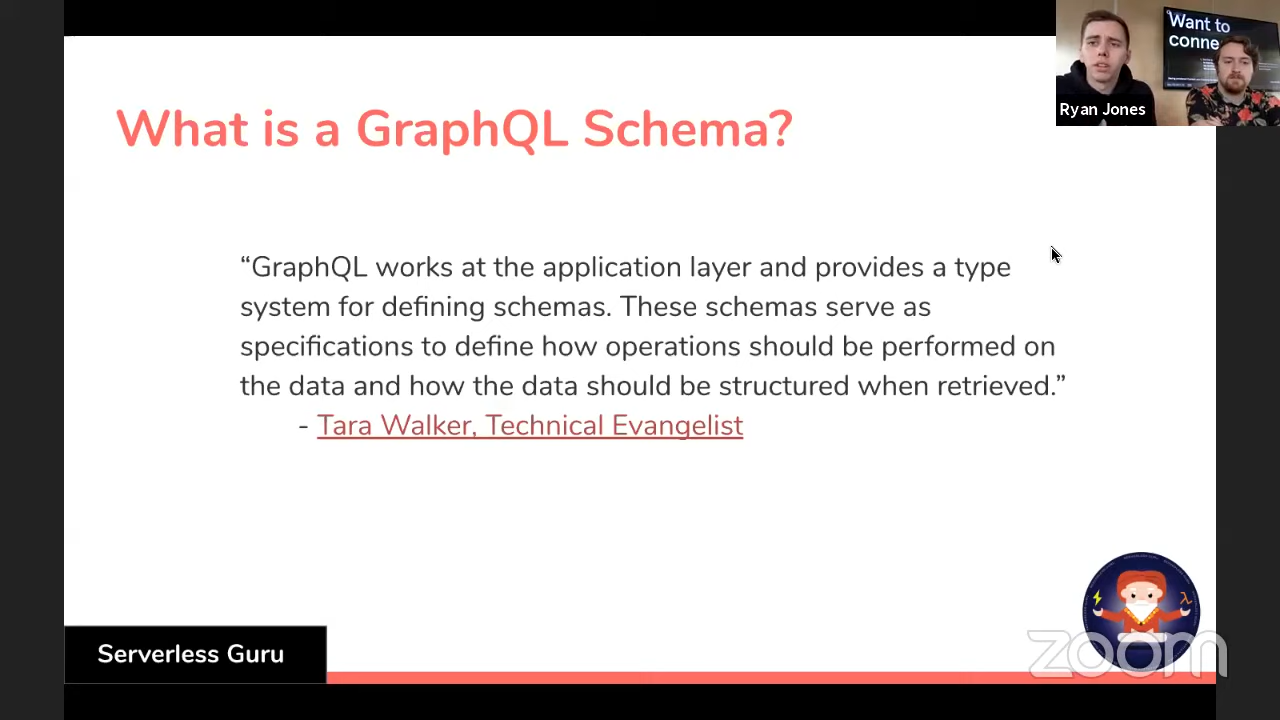 Want to
conne
Ryan Jones
What is a GraphQL Schema?
“GraphQL works at the application layer and provides a type
system for defining schemas. These schemas serve as
specifications to define how operations should be performed on
the data and how the data should be structured when retrieved.”
- Tara Walker, Technical Evangelist
Serverless Guru
zoom